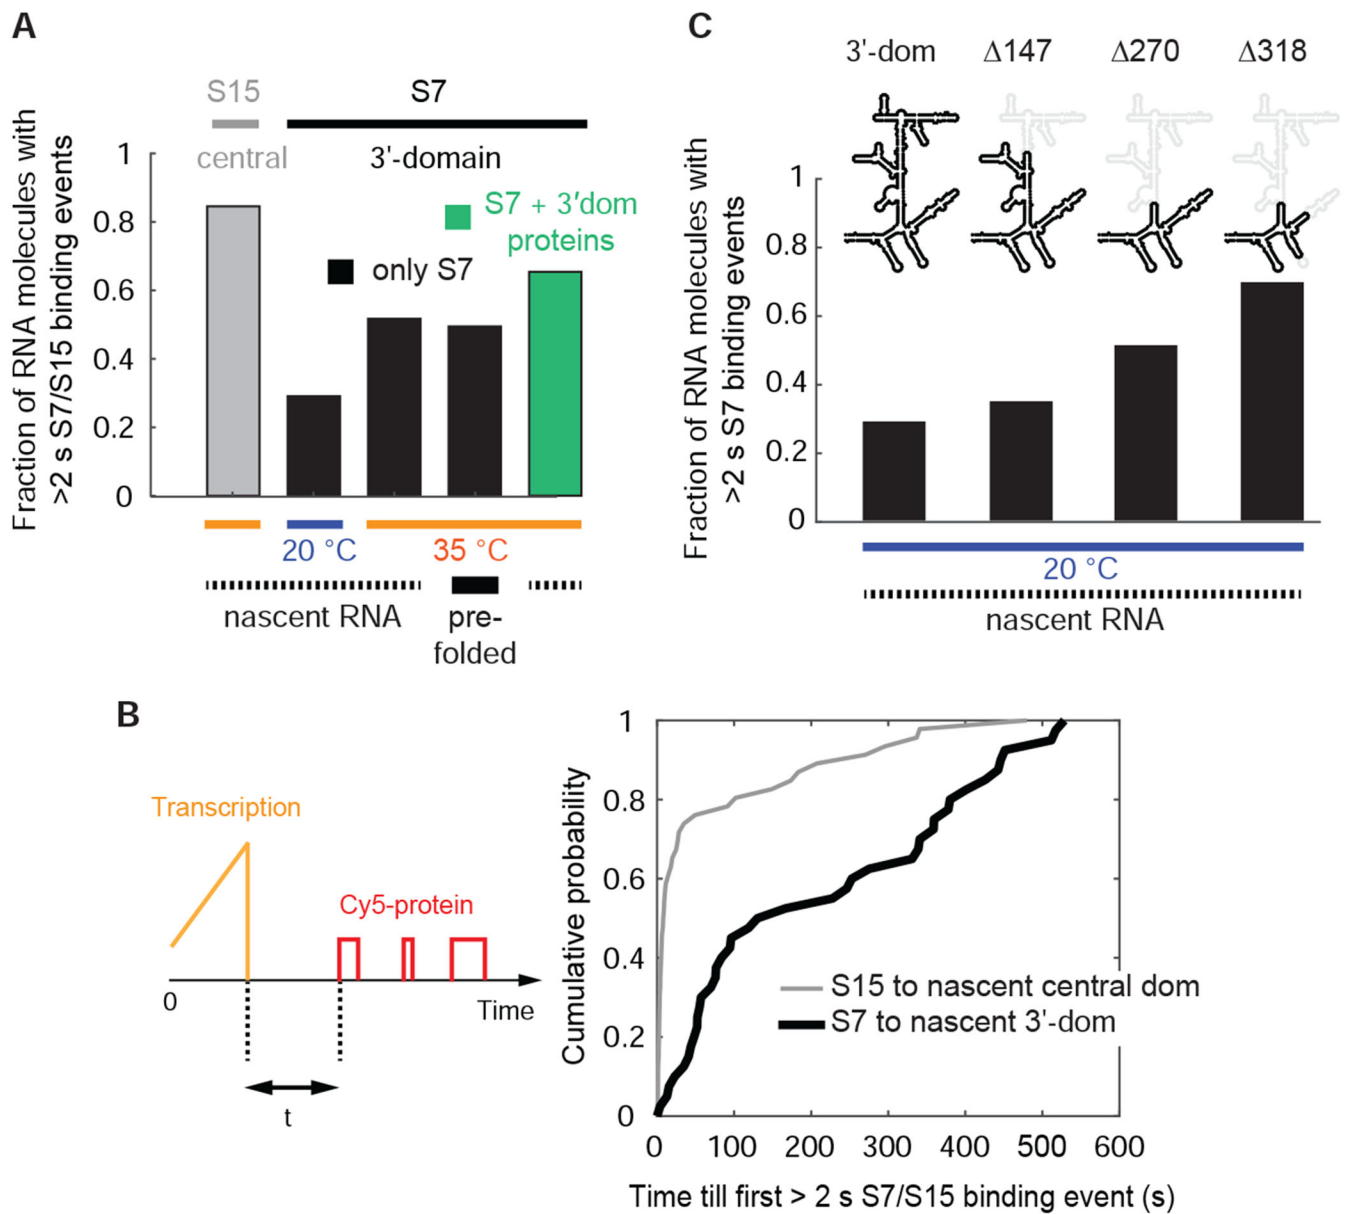 A
S15
S7
central
3'-domain
S7 + 3'dom
proteins
only S7
Fraction of RNA molecules with
>2 s S7/S15 binding events
1
0.8
0.6
0.4
0.2
0
20 °C
35 °C
nascent RNA
pre-
folded
C
3'-dom
Δ147
Δ270
Δ318
Fraction of RNA molecules with
>2 s S7 binding events
1
0.8
0.6
0.4
0.2
0
20 °C
nascent RNA
B
Transcription
Cy5-protein
0
Time
t
Cumulative probability
1
0.8
0.6
0.4
0.2
0
S15 to nascent central dom
S7 to nascent 3'-dom
0 100 200 300 400 500 600
Time till first > 2 s S7/S15 binding event (s)